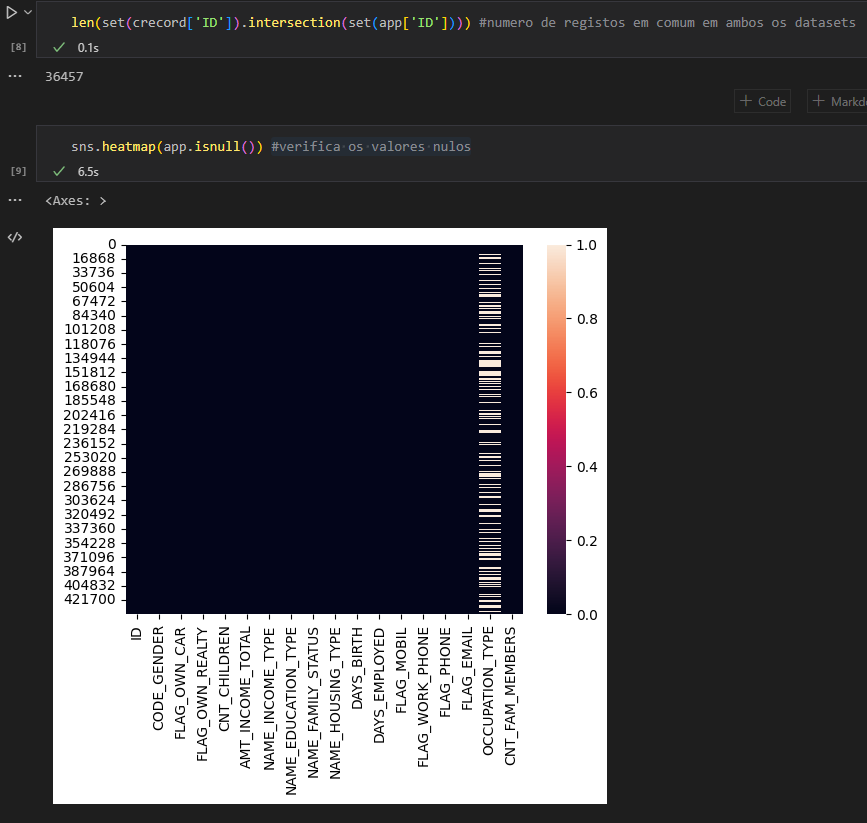 len(set(crecord['ID']).intersection(set(app['ID']))) #numero de registos em comum em ambos os datasets
[8]
0.1s
...
36457
+ Code
+ Markd
sns.heatmap(app.isnull()) #verifica·os·valores·nulos
[9]
6.5s
...
<Axes: >
0
16868
33736
50604
67472
84340
101208
118076
134944
151812
168680
185548
202416
219284
236152
253020
269888
286756
303624
320492
337360
354228
371096
387964
404832
421700
1.0
0.8
0.6
0.4
0.2
0.0
ID
CODE_GENDER
FLAG_OWN_CAR
FLAG_OWN_REALTY
CNT_CHILDREN
AMT_INCOME_TOTAL
NAME_INCOME_TYPE
NAME_EDUCATION_TYPE
NAME_FAMILY_STATUS
NAME_HOUSING_TYPE
DAYS_BIRTH
DAYS_EMPLOYED
FLAG_MOBIL
FLAG_WORK_PHONE
FLAG_PHONE
FLAG_EMAIL
OCCUPATION_TYPE
CNT_FAM_MEMBERS